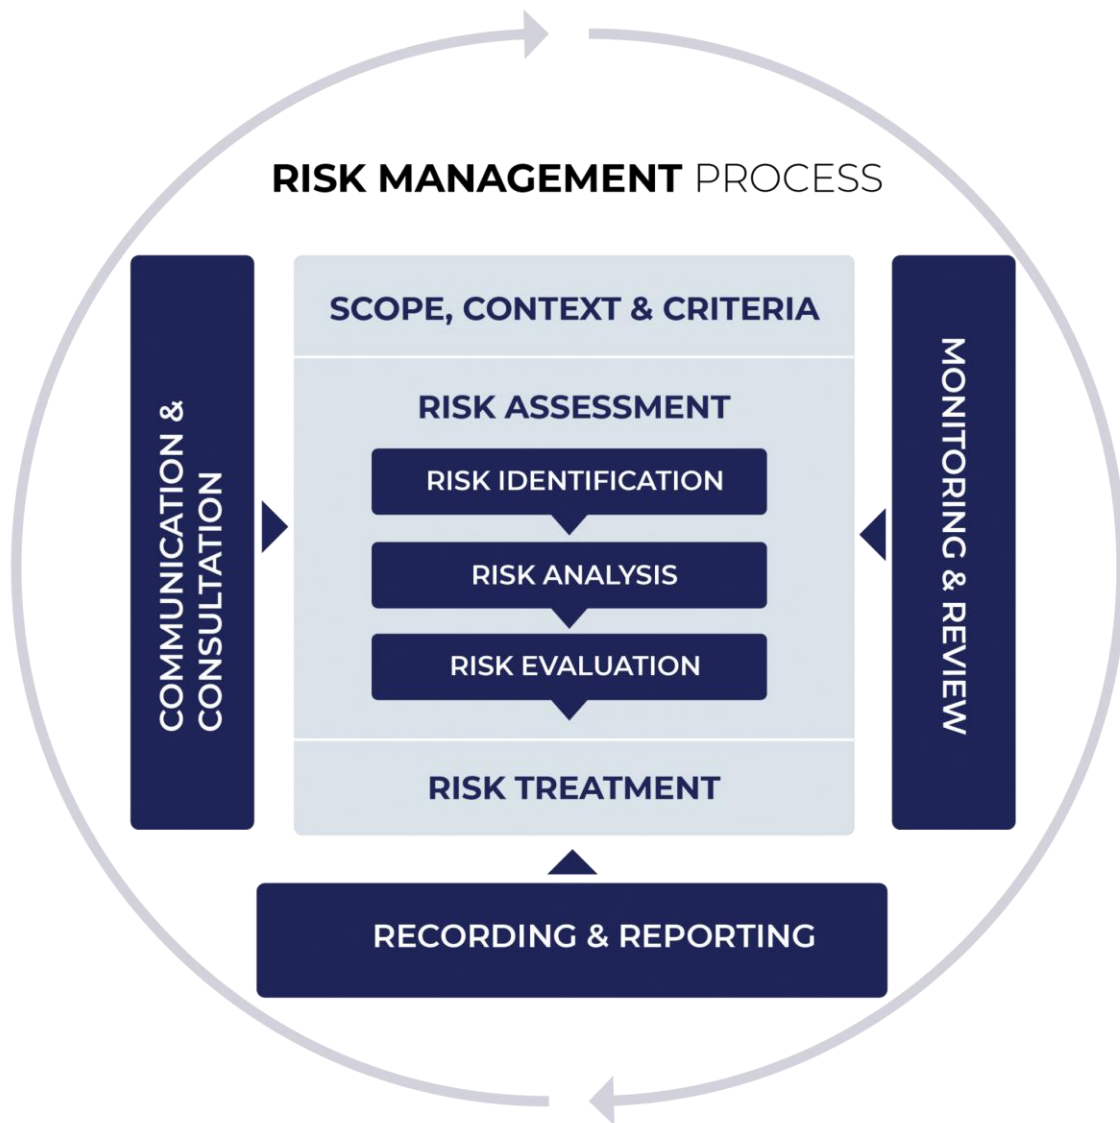 RISK MANAGEMENT PROCESS
COMMUNICATION &
CONSULTATION
SCOPE, CONTEXT & CRITERIA
RISK ASSESSMENT
RISK IDENTIFICATION
RISK ANALYSIS
RISK EVALUATION
RISK TREATMENT
MONITORING & REVIEW
RECORDING & REPORTING